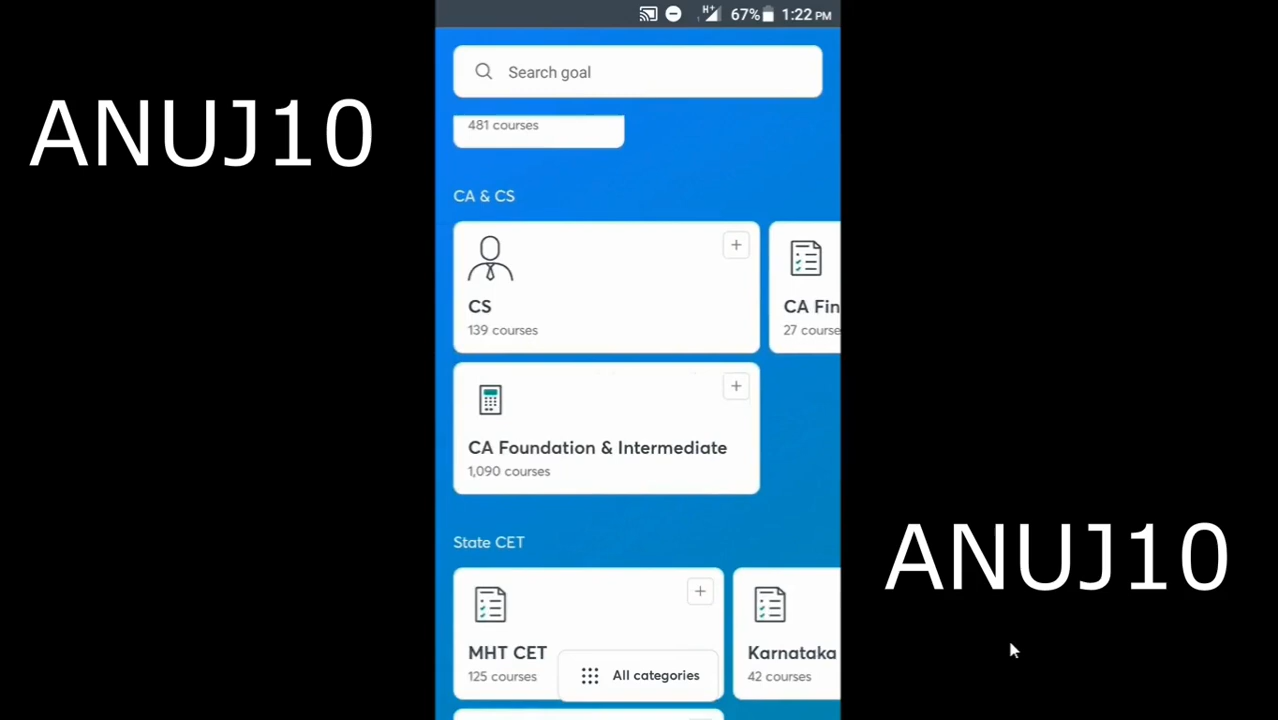 67% 1:22 PM
Search goal
ANUJ10
481 courses
CA & CS
CS
139 courses
CA Fin
27 course
CA Foundation & Intermediate
1,090 courses
State CET
ANUJ10
MHT CET
125 courses
Karnataka
42 courses
All categories